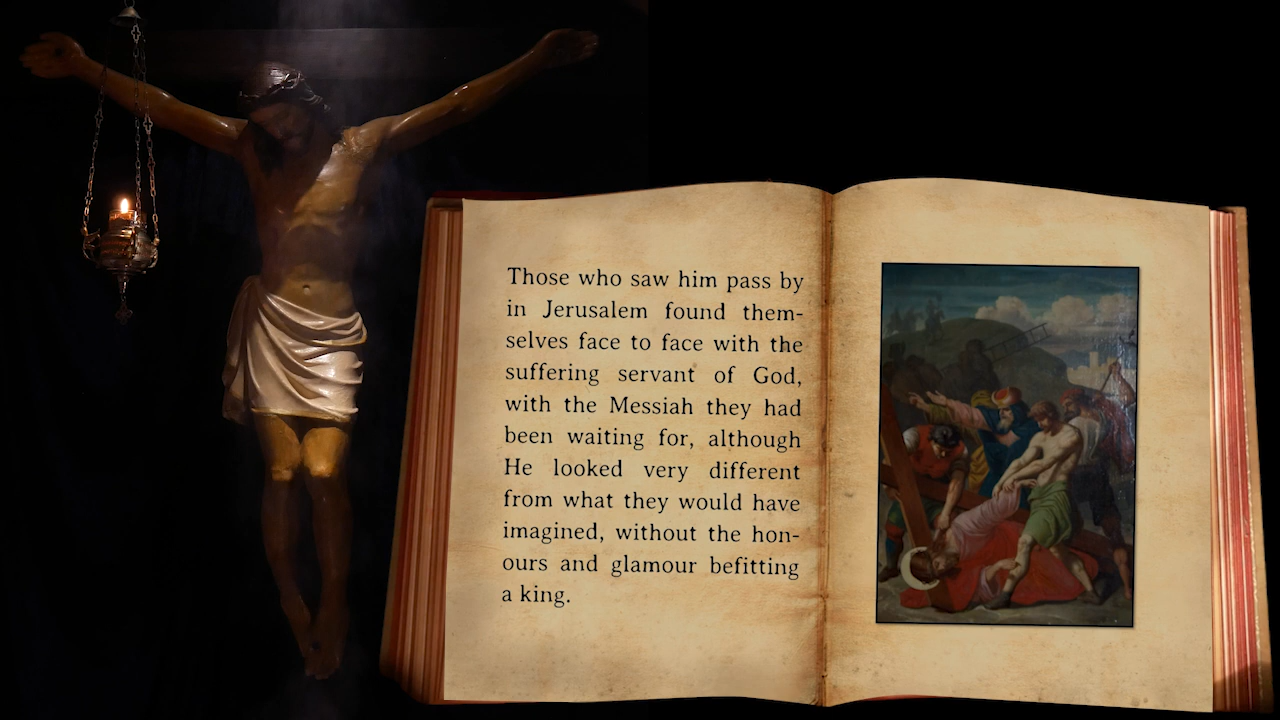 Those who saw him pass by
in Jerusalem found them-
selves face to face with the
suffering servant of God,
with the Messiah they had
been waiting for, although
He looked very different
from what they would have
imagined, without the hon-
ours and glamour befitting
a king.